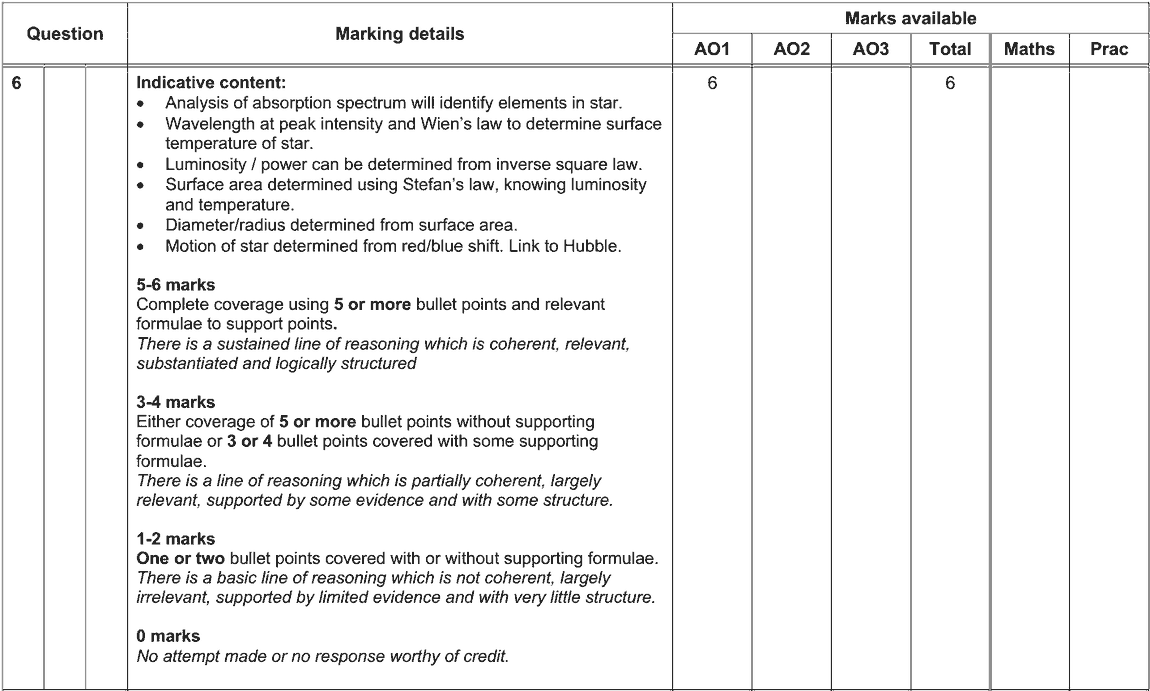 Question Marking details Marks available
AO1 AO2 AO3 Total Maths Prac
6 Indicative content: 6 6
• Analysis of absorption spectrum will identify elements in star.
• Wavelength at peak intensity and Wien's law to determine surface
temperature of star.
• Luminosity / power can be determined from inverse square law.
• Surface area determined using Stefan's law, knowing luminosity
and temperature.
• Diameter/radius determined from surface area.
• Motion of star determined from red/blue shift. Link to Hubble.
5-6 marks
Complete coverage using 5 or more bullet points and relevant
formulae to support points.
There is a sustained line of reasoning which is coherent, relevant,
substantiated and logically structured
3-4 marks
Either coverage of 5 or more bullet points without supporting
formulae or 3 or 4 bullet points covered with some supporting
formulae.
There is a line of reasoning which is partially coherent, largely
relevant, supported by some evidence and with some structure.
1-2 marks
One or two bullet points covered with or without supporting formulae.
There is a basic line of reasoning which is not coherent, largely
irrelevant, supported by limited evidence and with very little structure.
0 marks
No attempt made or no response worthy of credit.